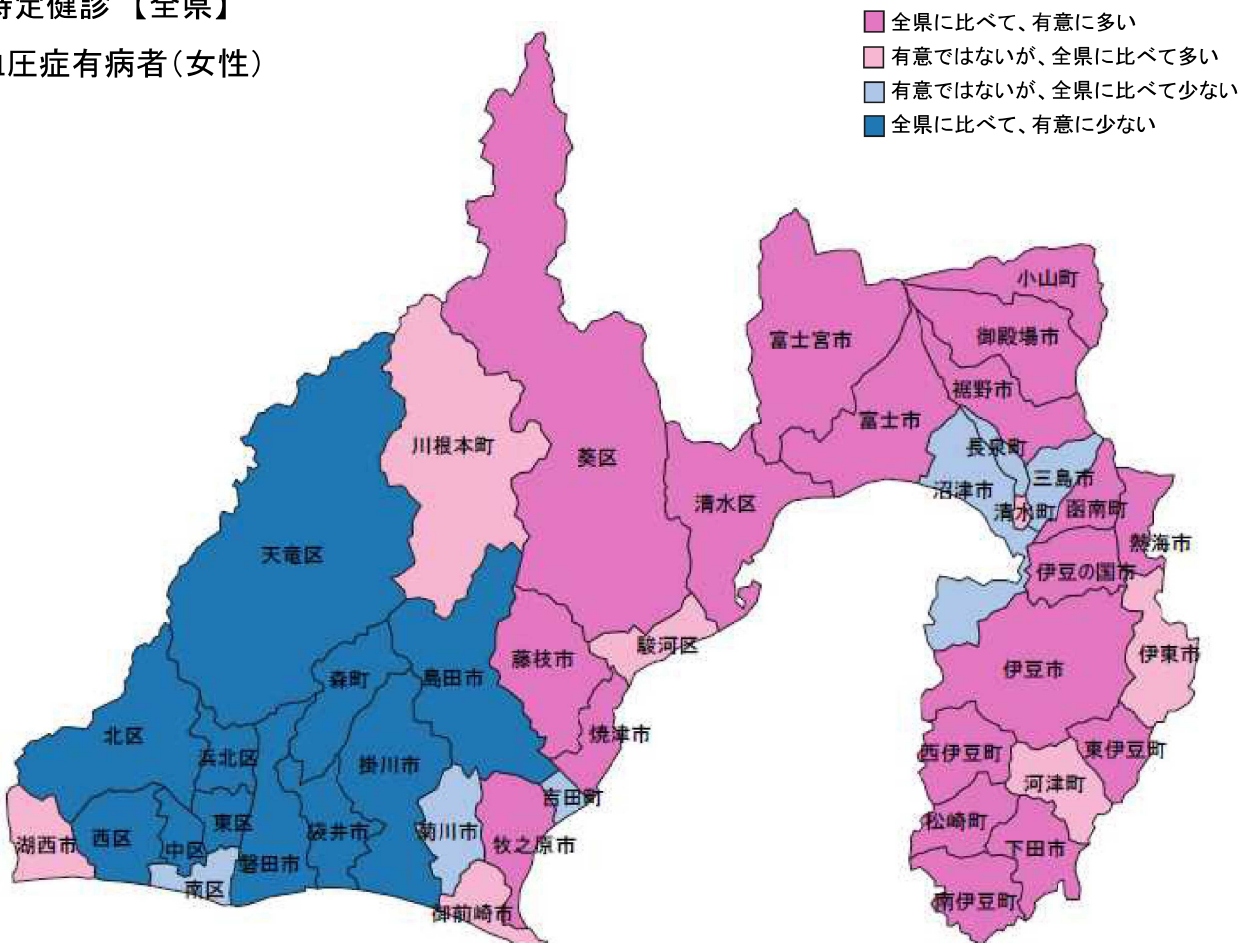 特定健診 【全県】
圧症有病者(女性)
全県に比べて、有意に多い
有意ではないが、全県に比べて多い
有意ではないが、全県に比べて少ない
全県に比べて、有意に少ない
小山町
御殿場市
富士宮市
裾野市
富士市
川根本町
葵区
長泉町
三島市
沼津市
清水区
清水町
函南町
熱海市
天竜区
伊豆の国市
駿河区
藤枝市
伊東市
伊豆市
森町
島田市
北区
焼津市
浜北区
西伊豆町
東伊豆町
掛川市
河津町
吉田町
東区
松崎町
袋井市
菊川市
西区
湖西市
中区
牧之原市
下田市
磐田市
南区
南伊豆町
御前崎市